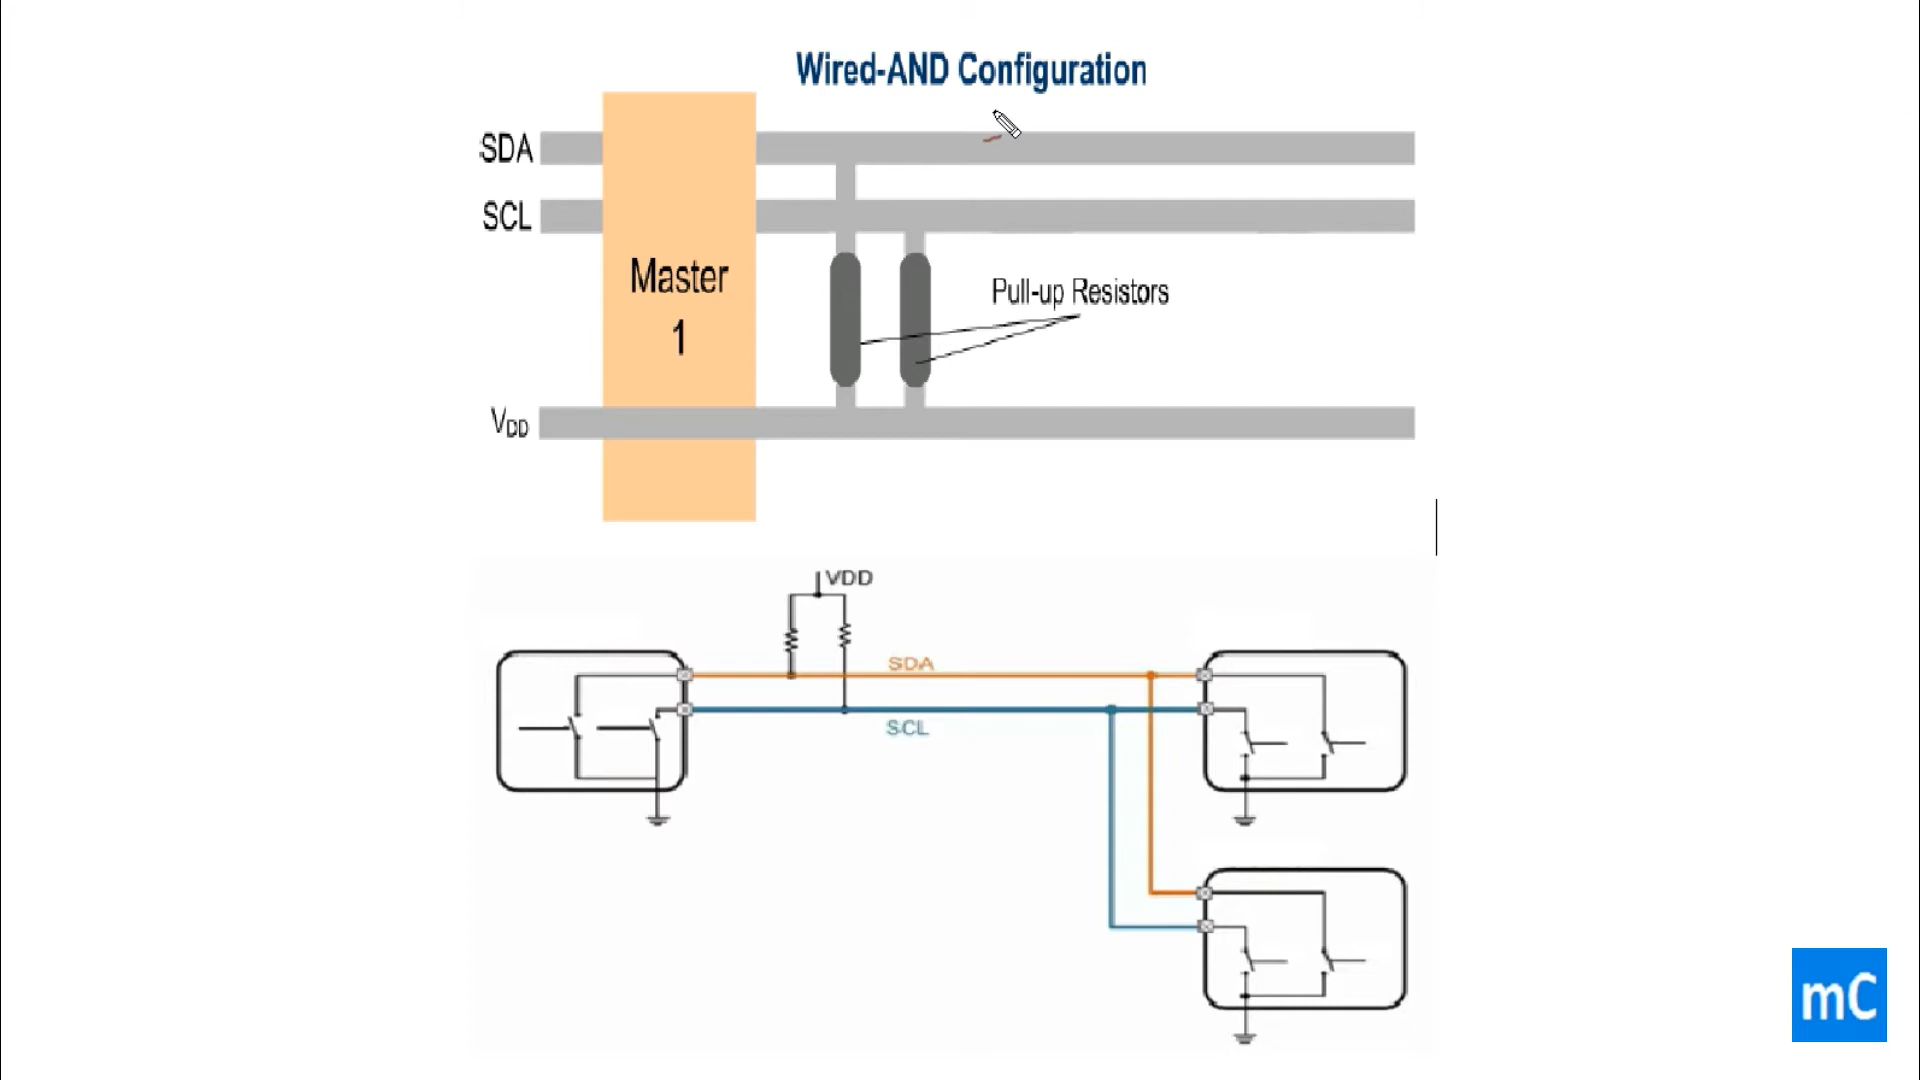 Wired-AND Configuration
SDA
SCL
Master
1
Pull-up Resistors
VDD
VDD
SDA
SCL
mC